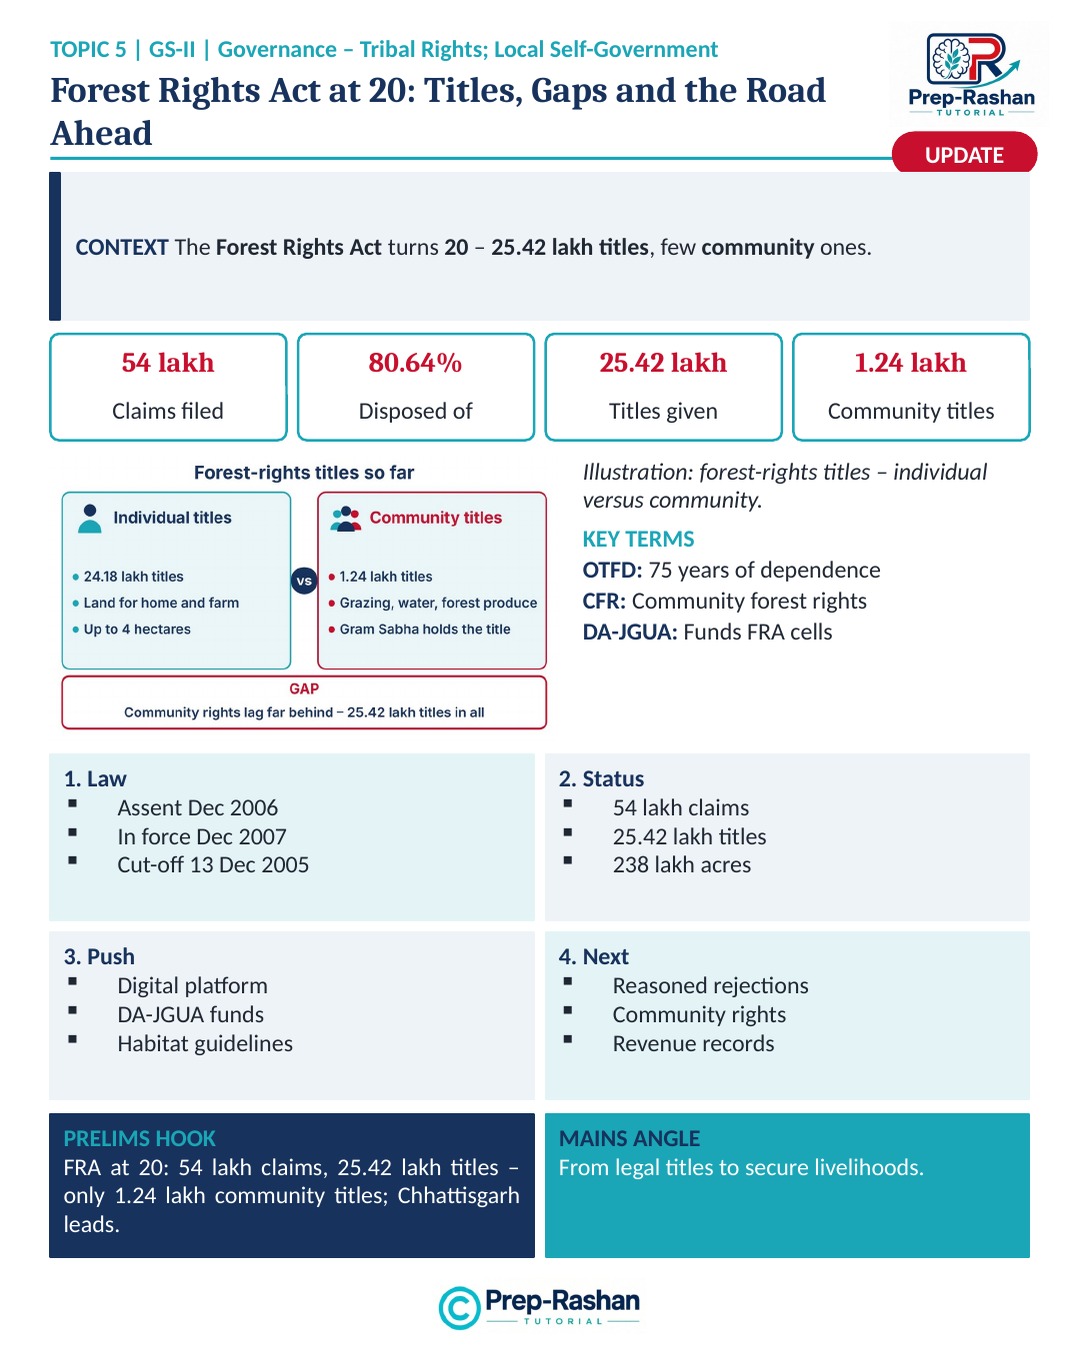 TOPIC 5 | GS-II | Governance – Tribal Rights; Local Self-Government
Forest Rights Act at 20: Titles, Gaps and the Road
Ahead
Prep-Rashan
TUTORIAL
UPDATE
CONTEXT The Forest Rights Act turns 20 – 25.42 lakh titles, few community ones.
54 lakh
Claims filed
80.64%
Disposed of
25.42 lakh
Titles given
1.24 lakh
Community titles
Forest-rights titles so far
Individual titles
• 24.18 lakh titles
• Land for home and farm
• Up to 4 hectares
vs
Community titles
• 1.24 lakh titles
• Grazing, water, forest produce
• Gram Sabha holds the title
GAP
Community rights lag far behind – 25.42 lakh titles in all
Illustration: forest-rights titles – individual
versus community.
KEY TERMS
OTFD: 75 years of dependence
CFR: Community forest rights
DA-JGUA: Funds FRA cells
1. Law
▪ Assent Dec 2006
▪ In force Dec 2007
▪ Cut-off 13 Dec 2005
2. Status
▪ 54 lakh claims
▪ 25.42 lakh titles
▪ 238 lakh acres
3. Push
▪ Digital platform
▪ DA-JGUA funds
▪ Habitat guidelines
4. Next
▪ Reasoned rejections
▪ Community rights
▪ Revenue records
PRELIMS HOOK
FRA at 20: 54 lakh claims, 25.42 lakh titles –
only 1.24 lakh community titles; Chhattisgarh
leads.
MAINS ANGLE
From legal titles to secure livelihoods.
© Prep-Rashan
TUTORIAL